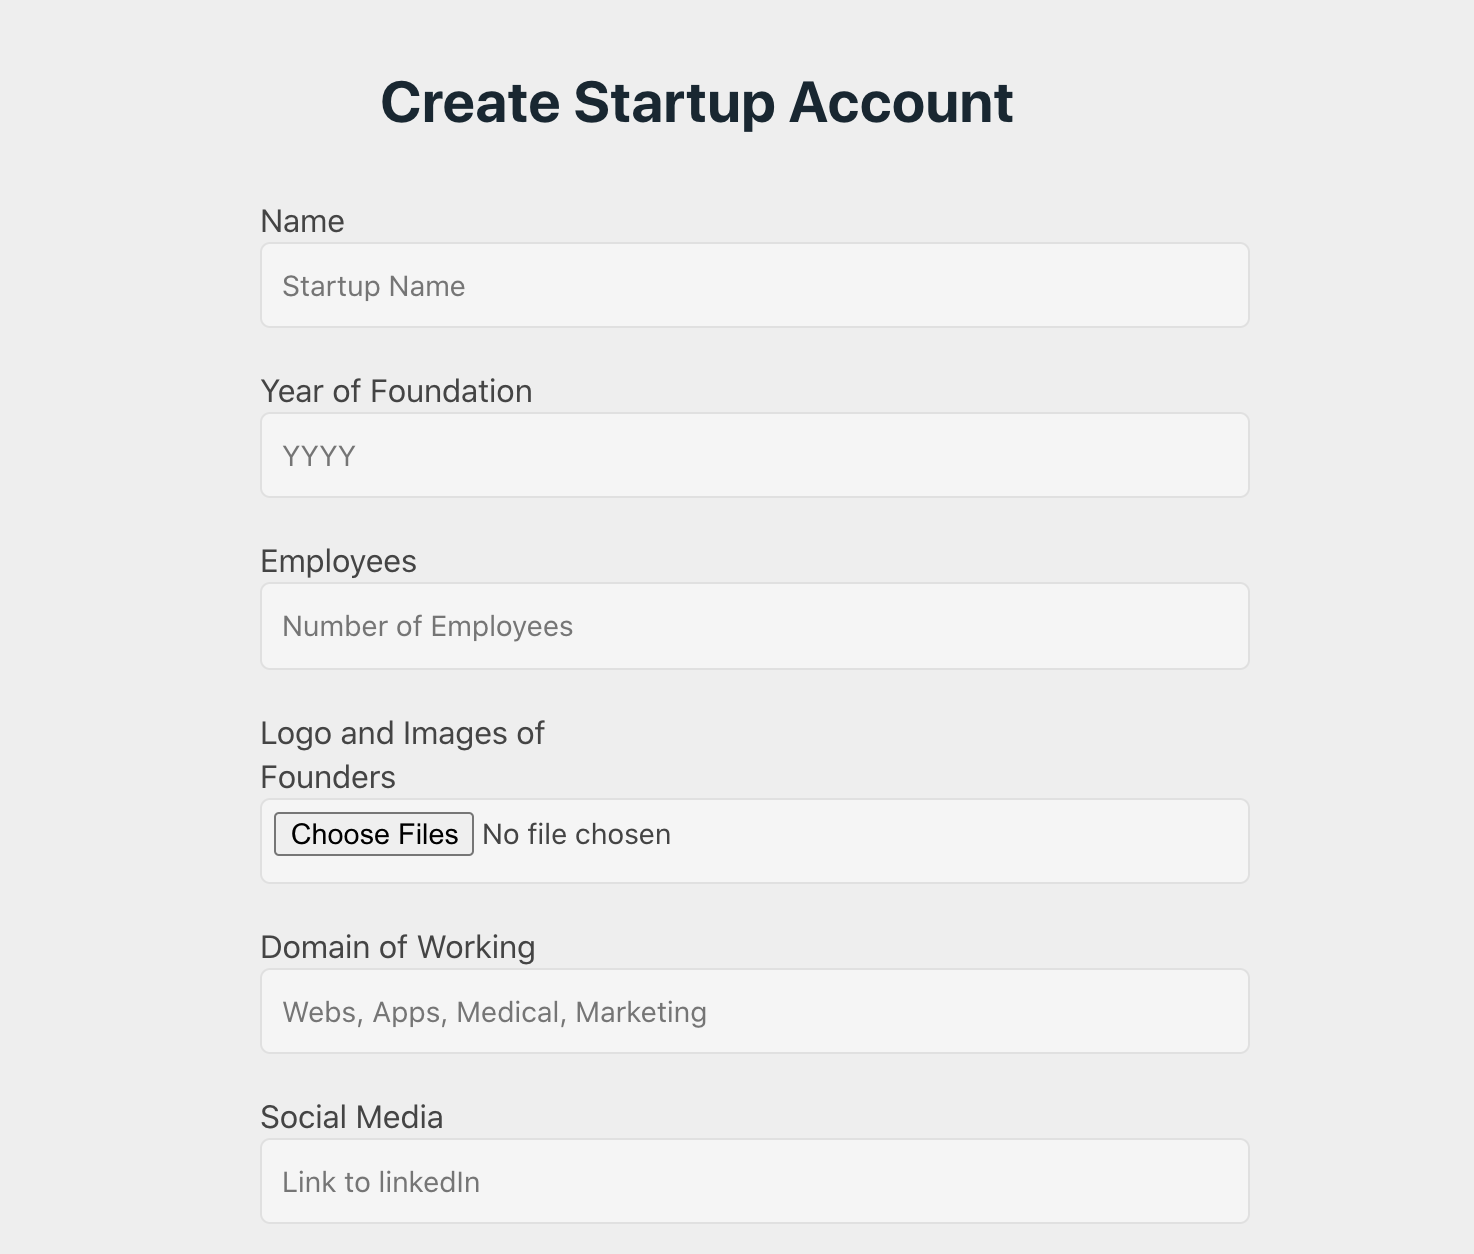 Create Startup Account
Name
Startup Name
Year of Foundation
YYYY
Employees
Number of Employees
Logo and Images of
Founders
Choose Files No file chosen
Domain of Working
Webs, Apps, Medical, Marketing
Social Media
Link to linkedIn